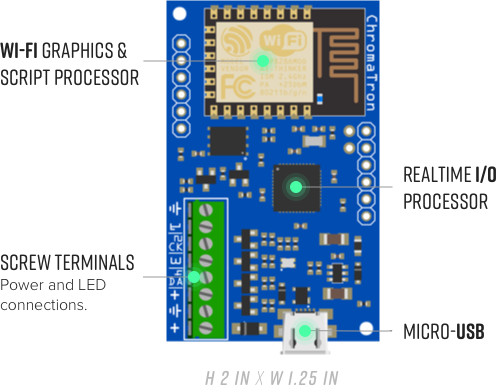 WI-FI GRAPHICS &
SCRIPT PROCESSOR
WiFi
FC
ChromaTron
REALTIME I/O
PROCESSOR
SCREW TERMINALS
Power and LED
connections.
MICRO-USB
H 2 IN X W 1.25 IN